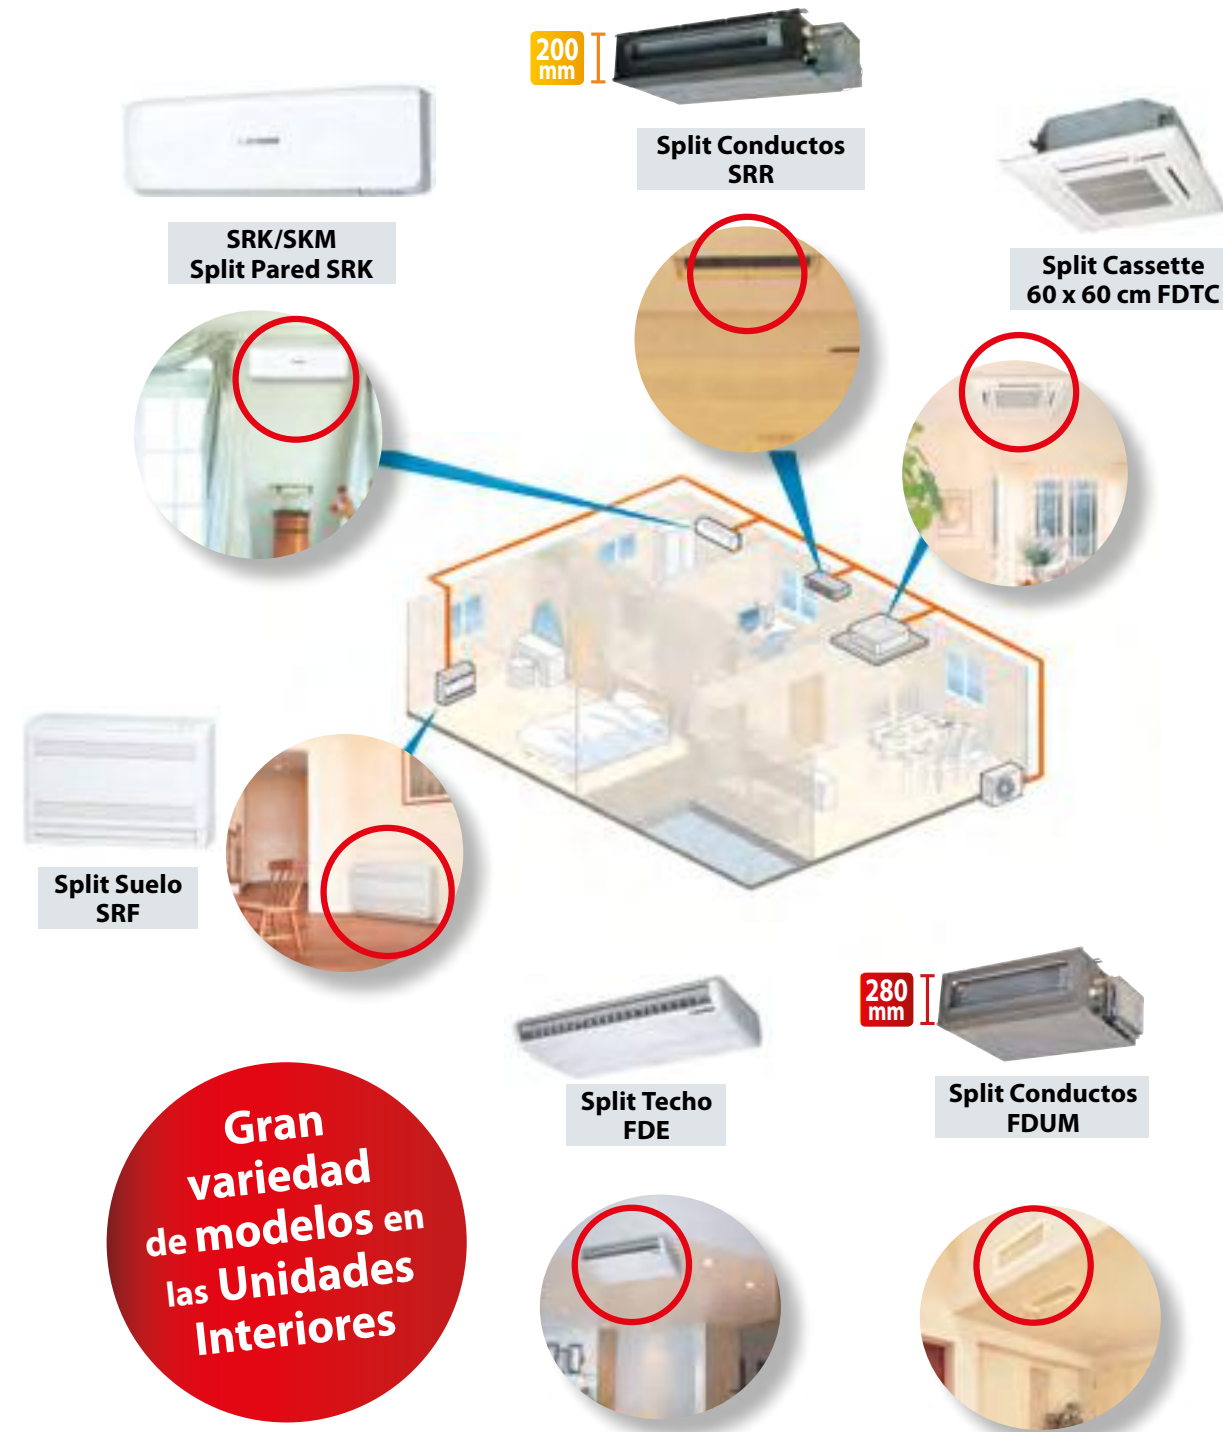 200
mm
Split Conductos
SRR
SRK/SKM
Split Pared SRK
Split Cassette
60 x 60 cm FDTC
Split Suelo
SRF
280
mm
Split Techo
FDE
Split Conductos
FDUM
Gran
variedad
de modelos en
las Unidades
Interiores